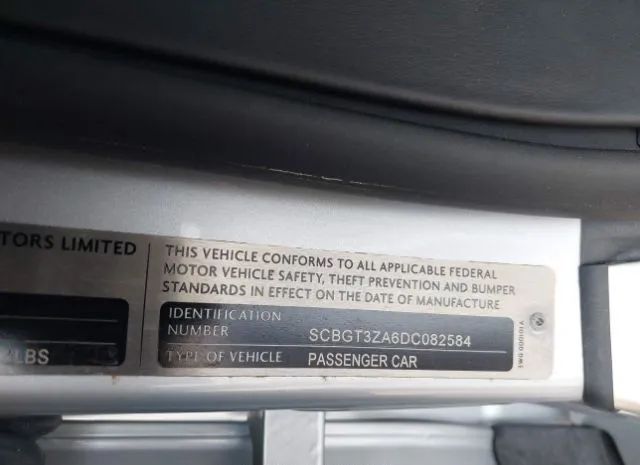 TORS LIMITED
LBS
THIS VEHICLE CONFORMS TO ALL APPLICABLE FEDERAL
MOTOR VEHICLE SAFETY, THEFT PREVENTION AND BUMPER
STANDARDS IN EFFECT ON THE DATE OF MANUFACTURE
IDENTIFICATION
NUMBER SCBGT3ZA6DC082584
TYPE OF VEHICLE PASSENGER CAR